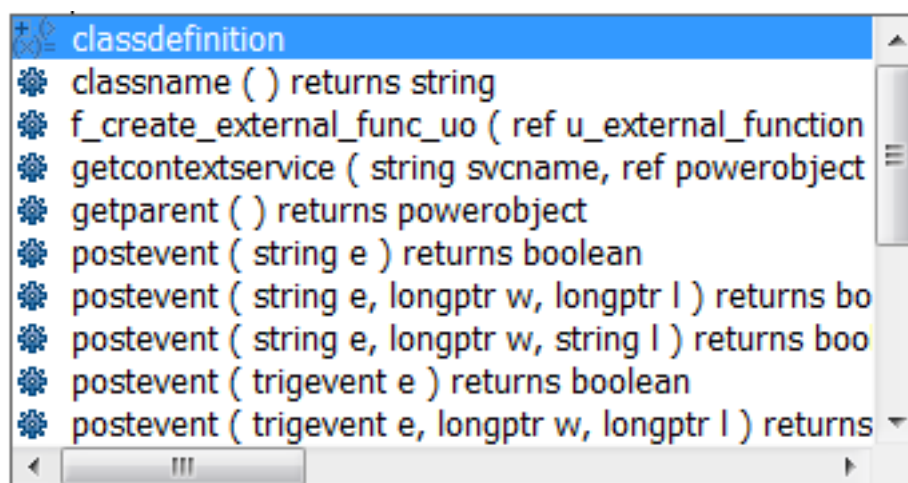 classdefinition
classname ( ) returns string
f_create_external_func_uo ( ref u_external_function
getcontextservice ( string svcname, ref powerobject
getparent ( ) returns powerobject
postevent ( string e ) returns boolean
postevent ( string e, longptr w, longptr l ) returns bo
postevent ( string e, longptr w, string l ) returns boo
postevent ( trigevent e ) returns boolean
postevent ( trigevent e, longptr w, longptr l ) returns